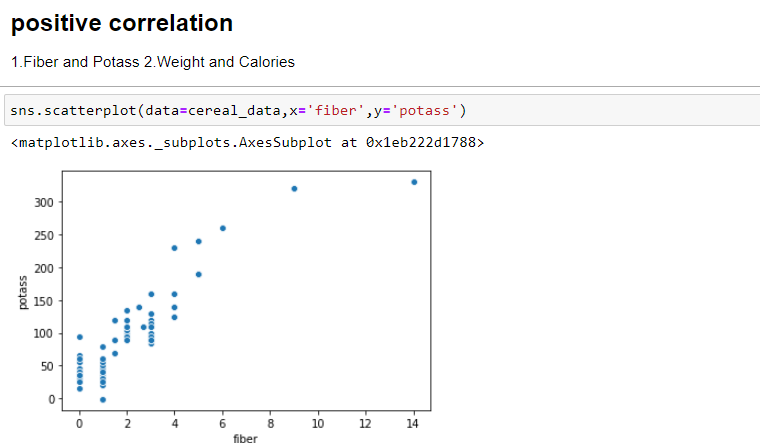 positive correlation
1.Fiber and Potass 2.Weight and Calories
sns.scatterplot(data=cereal_data,x='fiber',y='potass')
<matplotlib.axes._subplots.AxesSubplot at 0x1eb222d1788>
300
250
200
150
100
50
0
potass
0 2 4 6 8 10 12 14
fiber